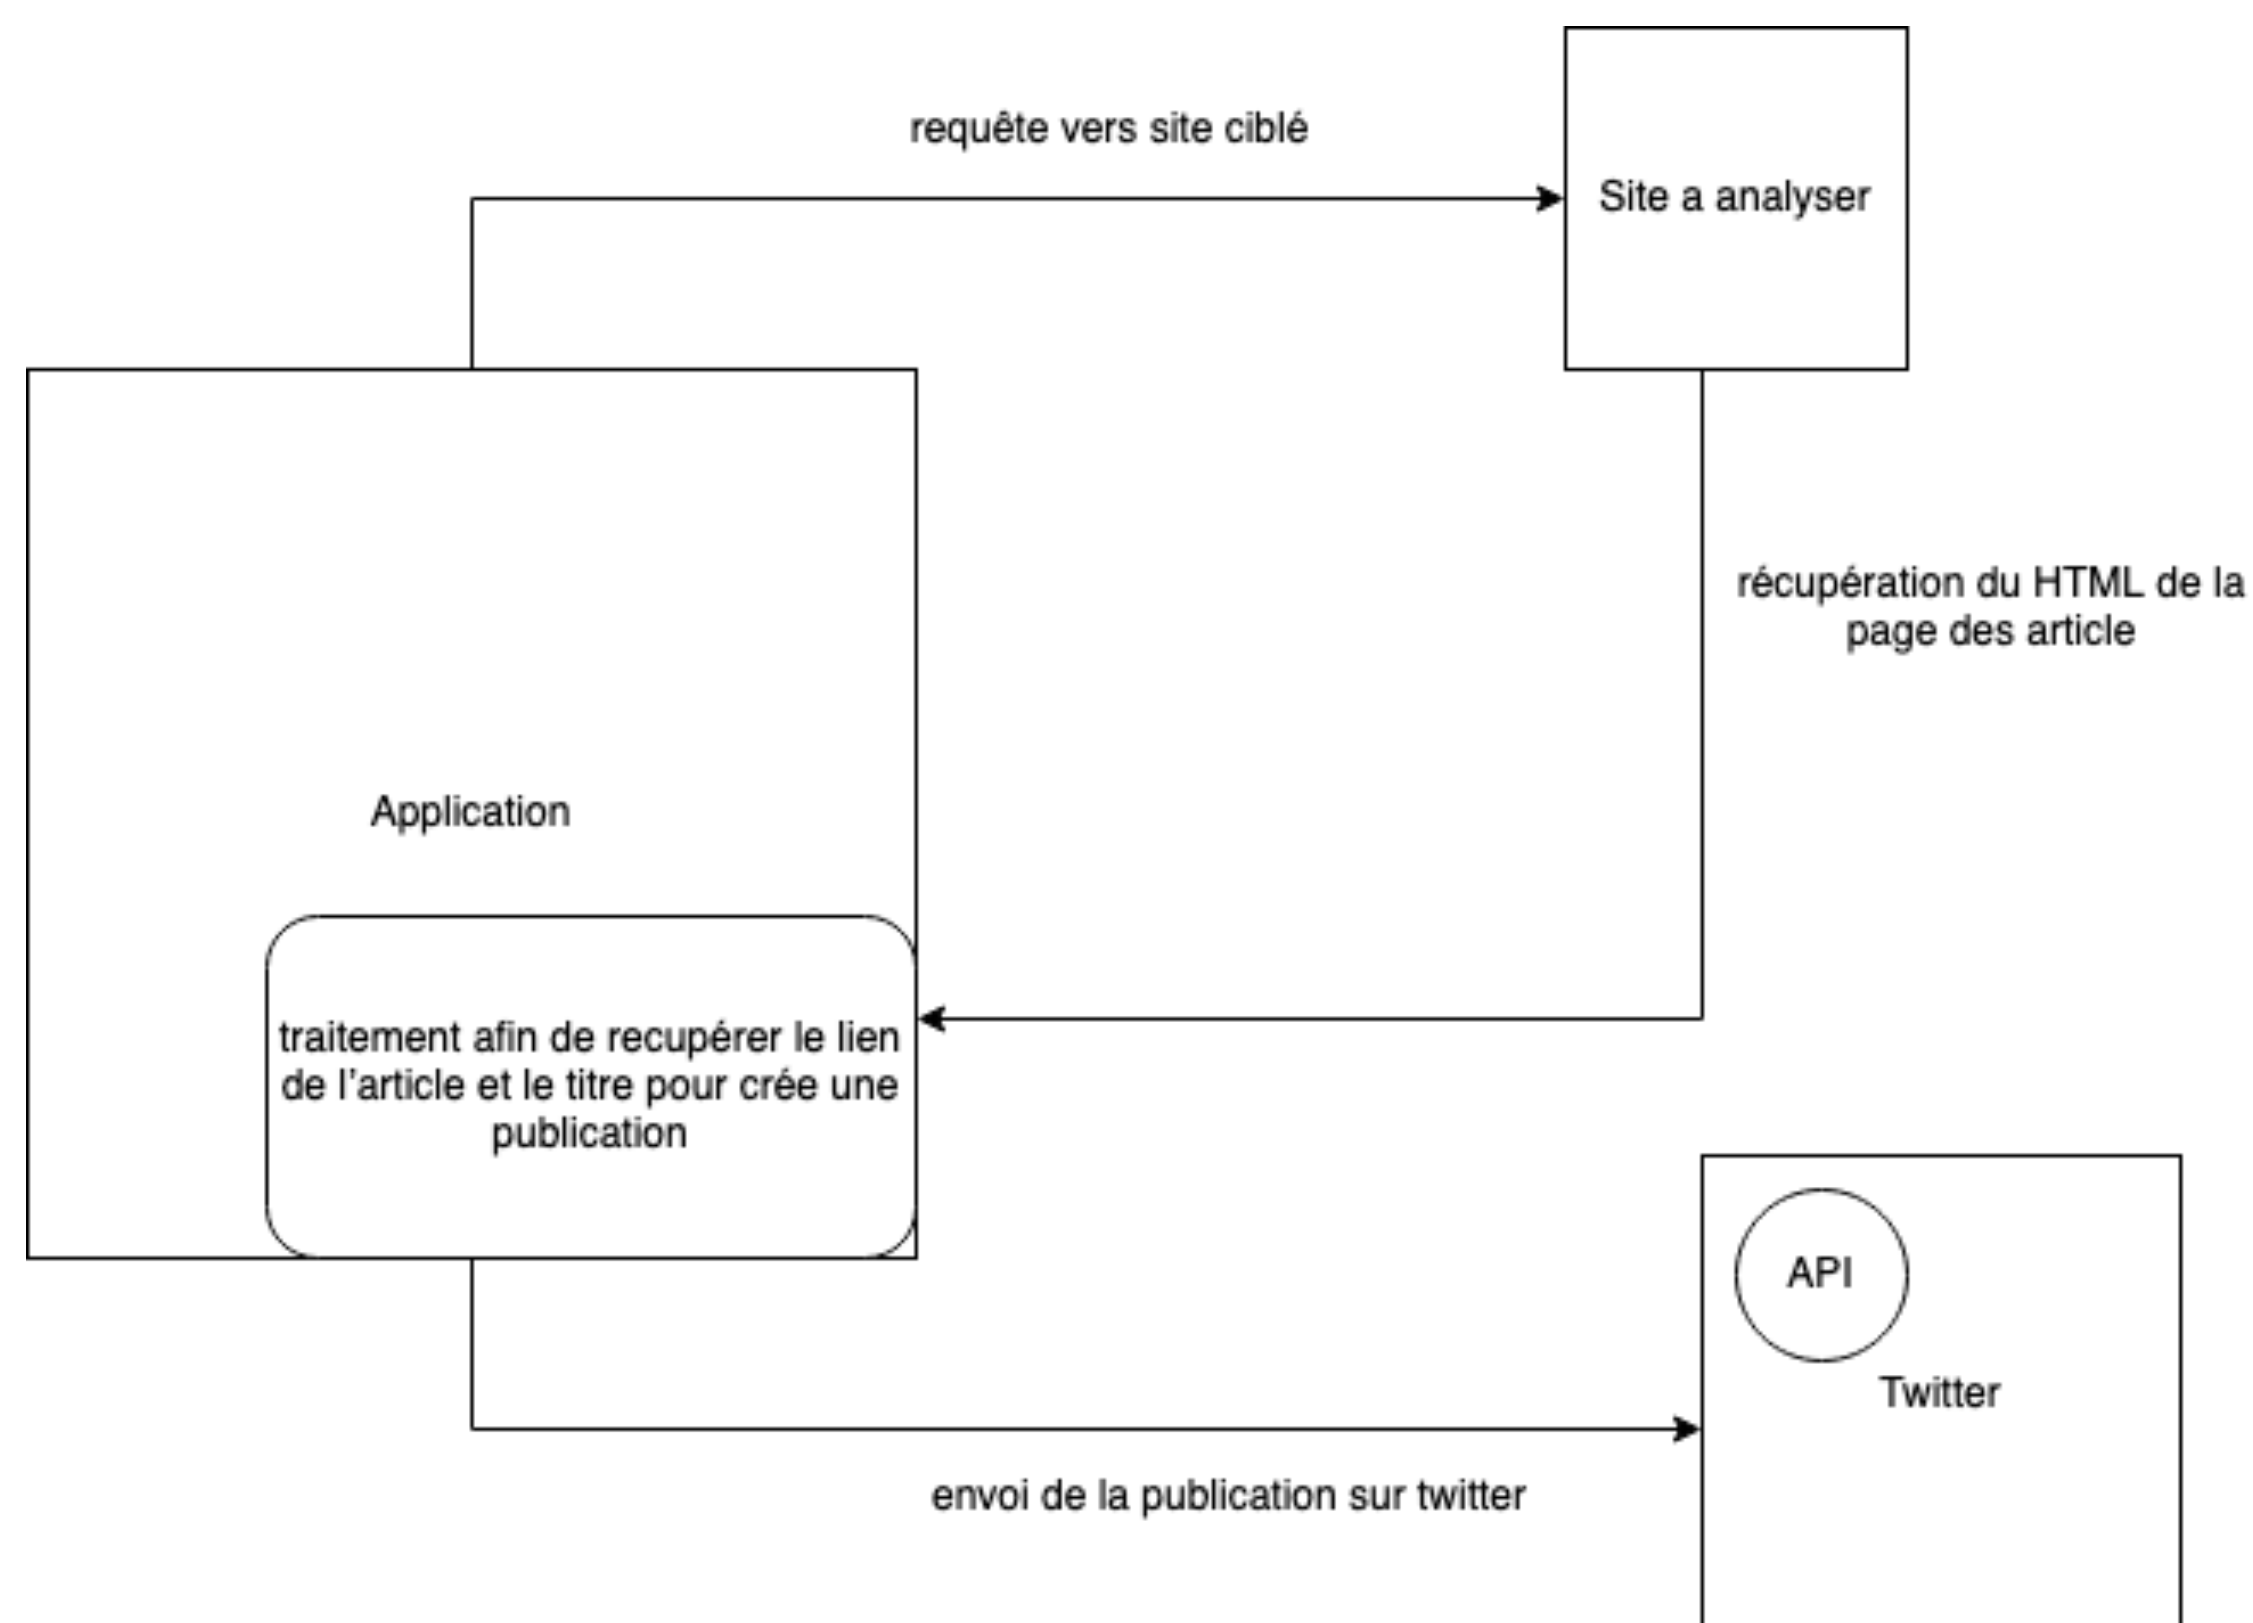 requête vers site ciblé
Site a analyser
récupération du HTML de la
page des article
Application
traitement afin de recupérer le lien
de l'article et le titre pour crée une
publication
API
Twitter
envoi de la publication sur twitter